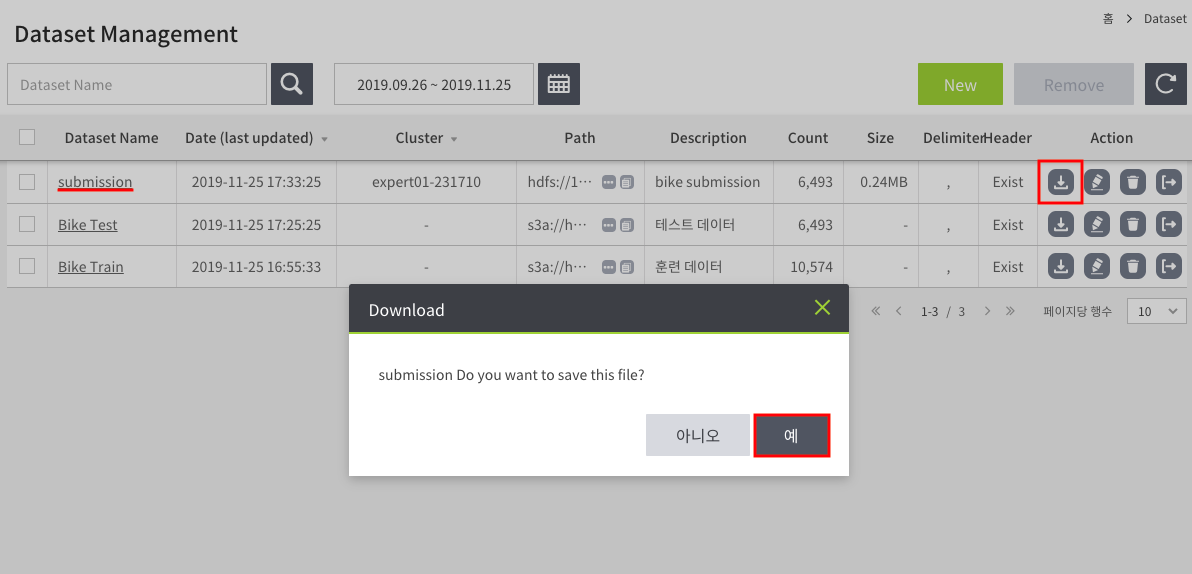 홈 > Dataset
Dataset Management
Dataset Name
2019.09.26 ~ 2019.11.25
New
Remove
Dataset Name Date (last updated) Cluster Path Description Count Size Delimiter Header Action
submission 2019-11-25 17:33:25 expert01-231710 hdfs://1··· bike submission 6,493 0.24MB , Exist
Bike Test 2019-11-25 17:25:25 - s3a://h··· 테스트 데이터 6,493 - , Exist
Bike Train 2019-11-25 16:55:33 - s3a://h··· 훈련 데이터 10,574 - , Exist
« < 1-3 / 3 > » 페이지당 행수 10
Download
submission Do you want to save this file?
아니오
예